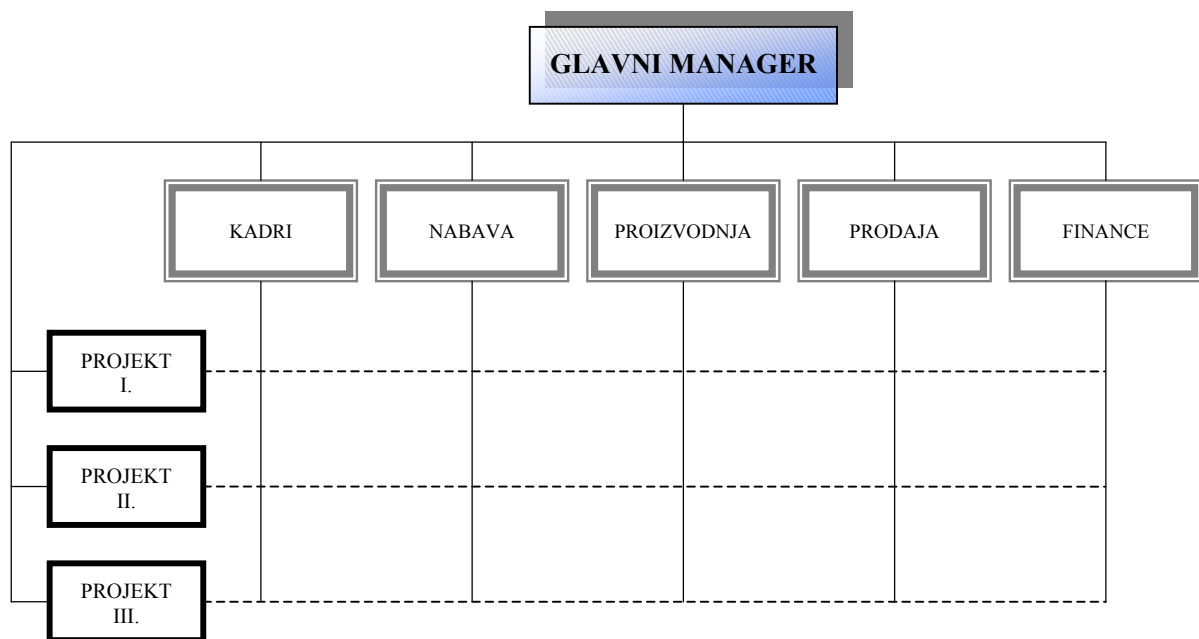 GLAVNI MANAGER
KADRI
NABAVA
PROIZVODNJA
PRODAJA
FINANCE
PROJEKT
I.
PROJEKT
II.
PROJEKT
III.